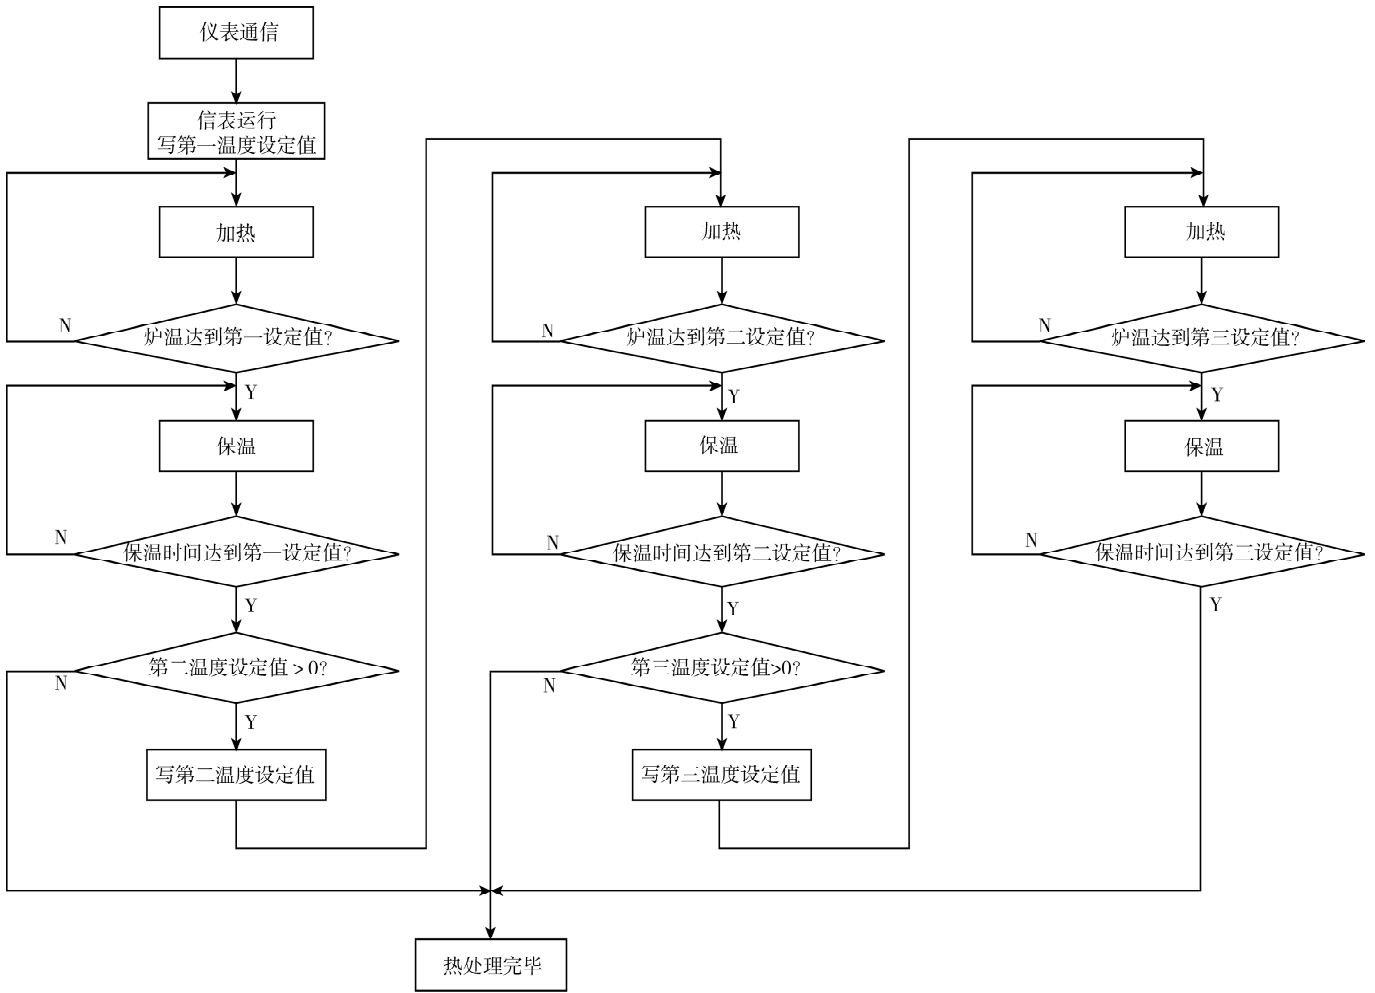 仪表通信
信表运行
写第一温度设定值
加热
炉温达到第一设定值?
N
Y
保温
保温时间达到第一设定值?
N
Y
第二温度设定值 > 0?
N
Y
写第二温度设定值
加热
炉温达到第二设定值?
N
Y
保温
保温时间达到第二设定值?
N
Y
第三温度设定值>0?
N
Y
写第三温度设定值
加热
炉温达到第三设定值?
N
Y
保温
保温时间达到第二设定值?
N
Y
热处理完毕